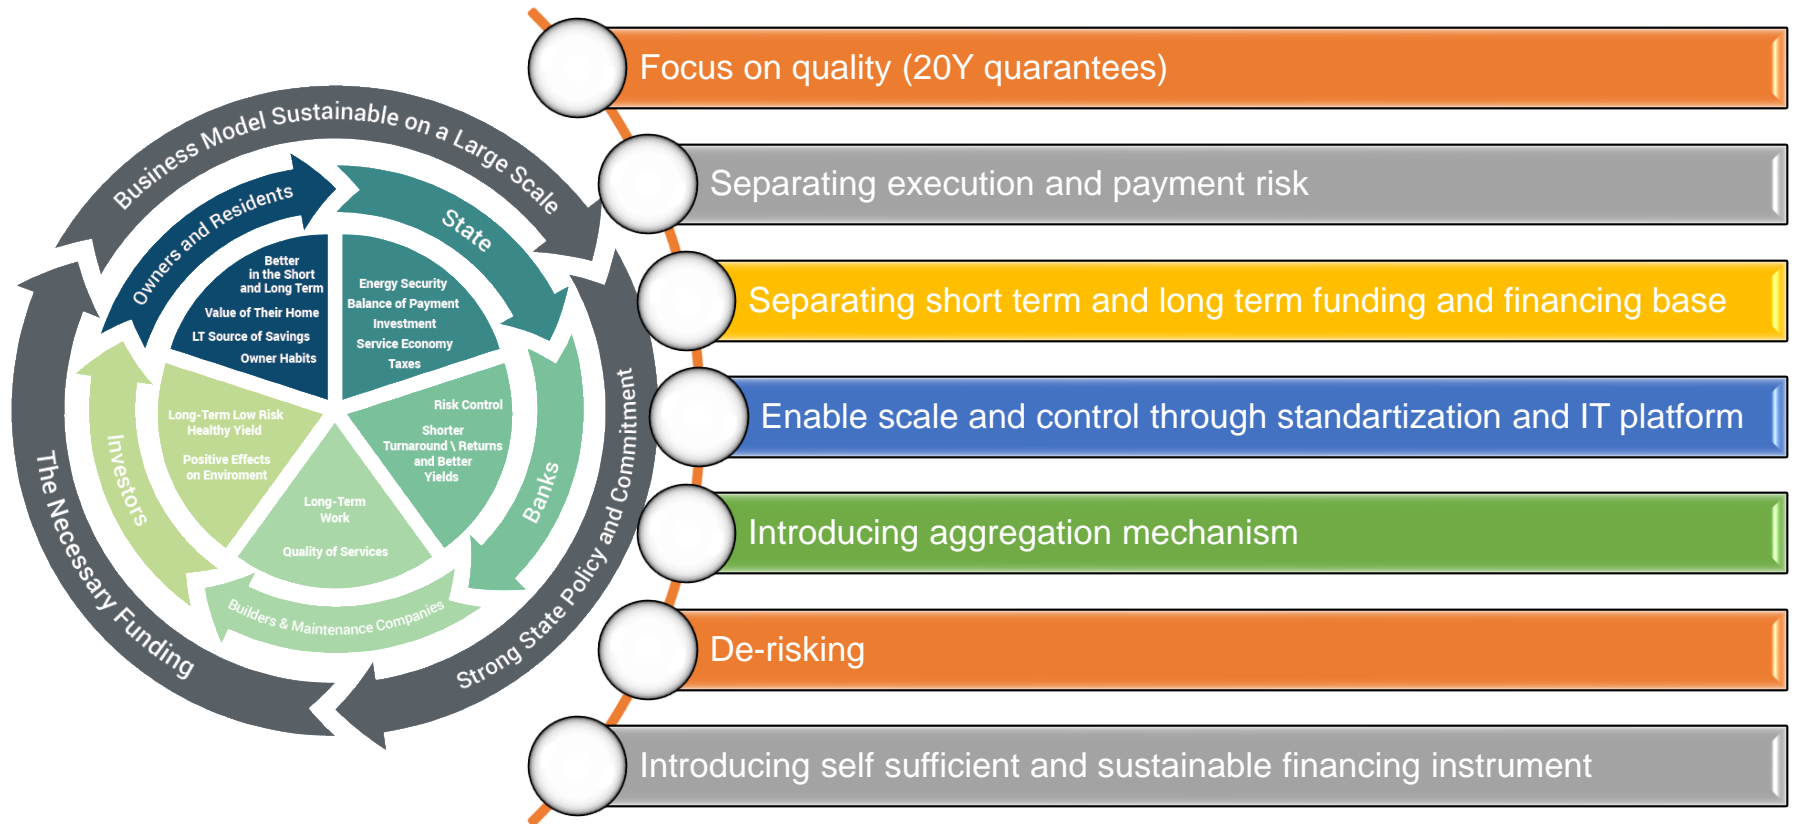 Business Model Sustainable on a Large Scale
Strong State Policy and Commitment
The Necessary Funding
Owners and Residents
State
Banks
Builders & Maintenance Companies
Investors
Better
in the Short
and Long Term
Value of Their Home
LT Source of Savings
Owner Habits
Energy Security
Balance of Payment
Investment
Service Economy
Taxes
Risk Control
Shorter
Turnaround \ Returns
and Better
Yields
Long-Term
Work
Quality of Services
Long-Term Low Risk
Healthy Yield
Positive Effects
on Enviroment
Focus on quality (20Y quarantees)
Separating execution and payment risk
Separating short term and long term funding and financing base
Enable scale and control through standartization and IT platform
Introducing aggregation mechanism
De-risking
Introducing self sufficient and sustainable financing instrument